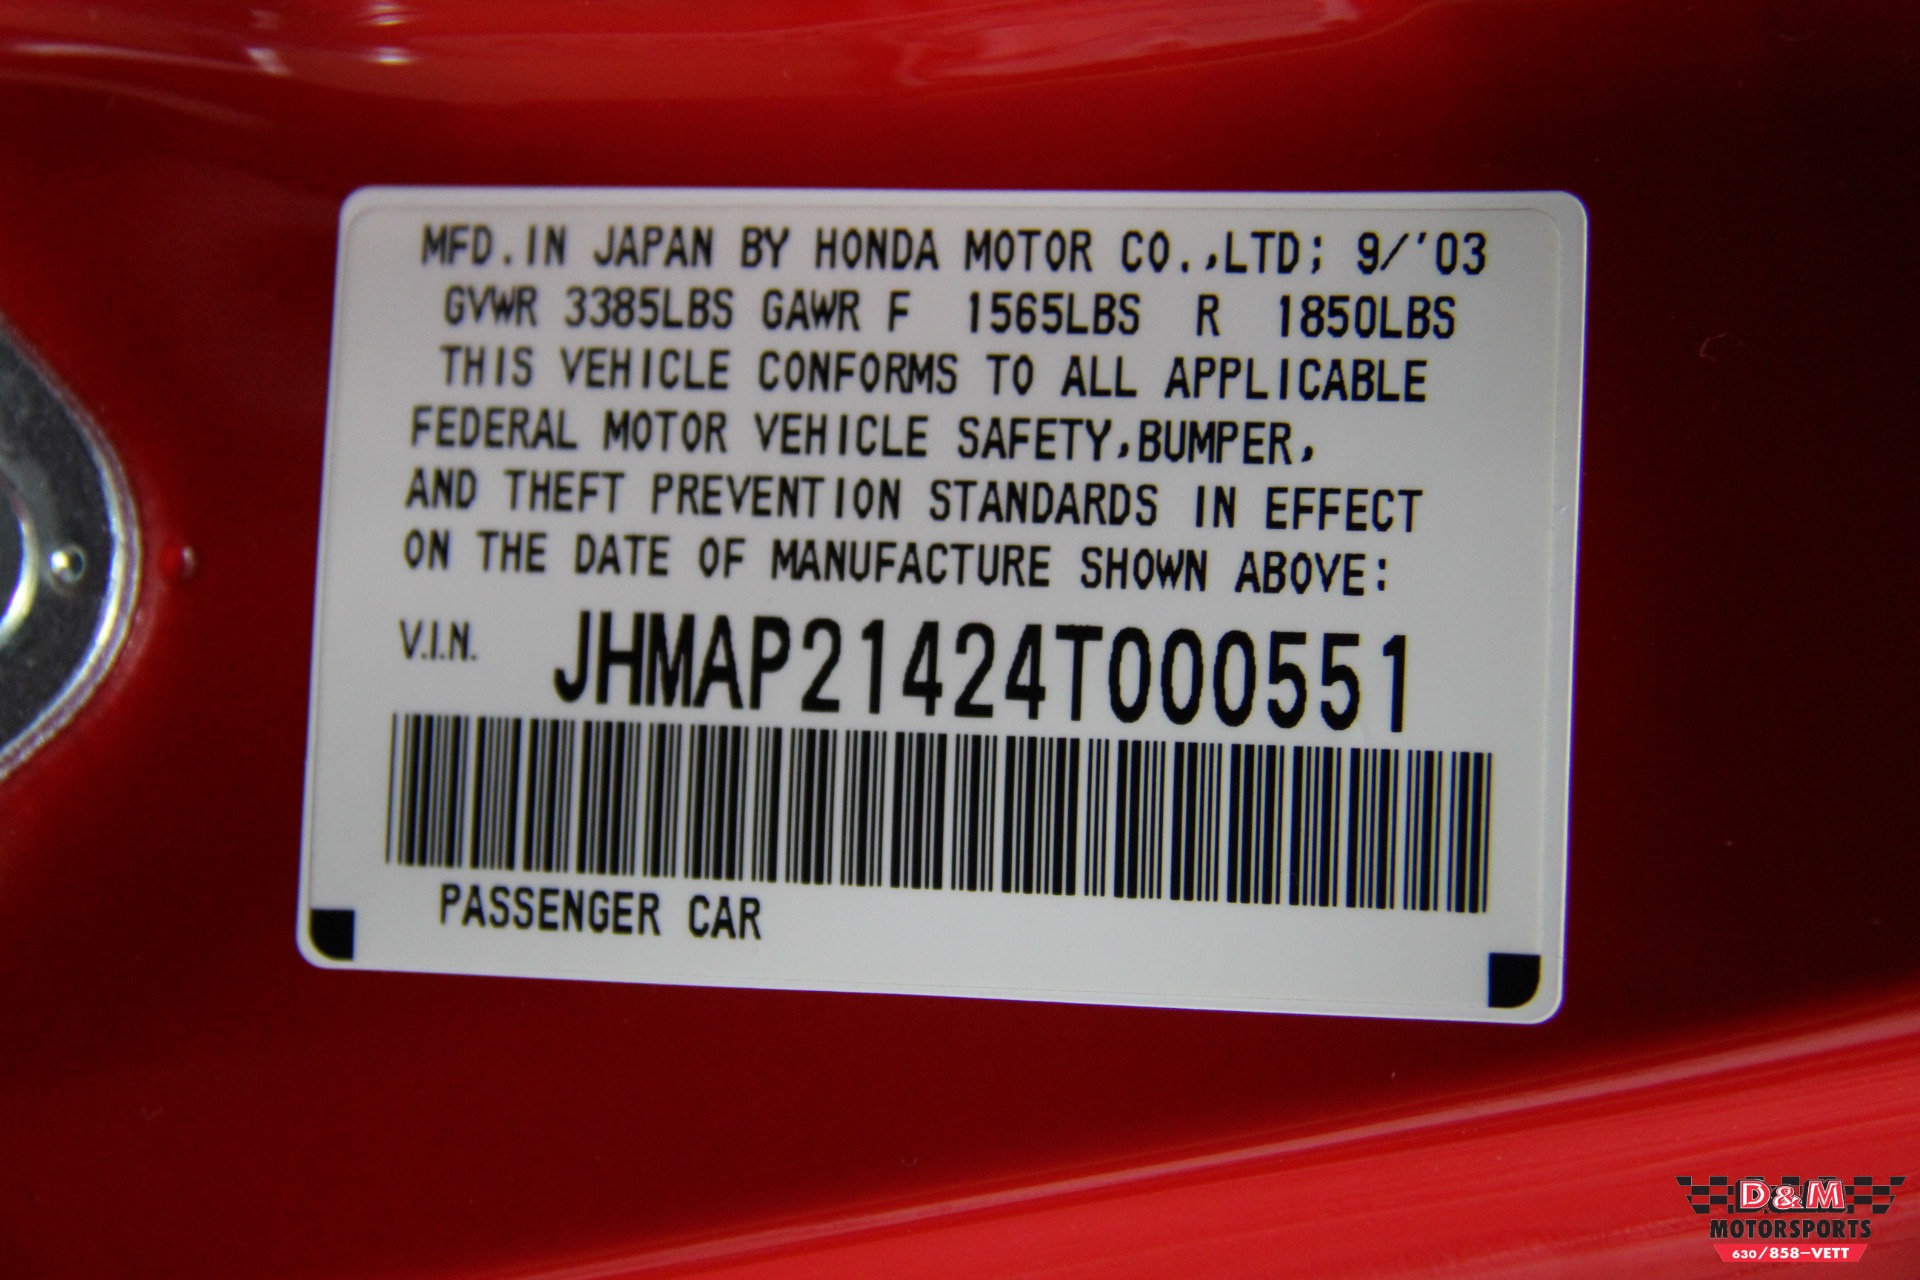 MFD.IN JAPAN BY HONDA MOTOR CO.,LTD; 9/'03
GVWR 3385LBS GAWR F 1565LBS R 1850LBS
THIS VEHICLE CONFORMS TO ALL APPLICABLE
FEDERAL MOTOR VEHICLE SAFETY,BUMPER,
AND THEFT PREVENTION STANDARDS IN EFFECT
ON THE DATE OF MANUFACTURE SHOWN ABOVE:
V.I.N. JHMAP21424T000551
PASSENGER CAR
D&M
MOTORSPORTS
630/858-VETT